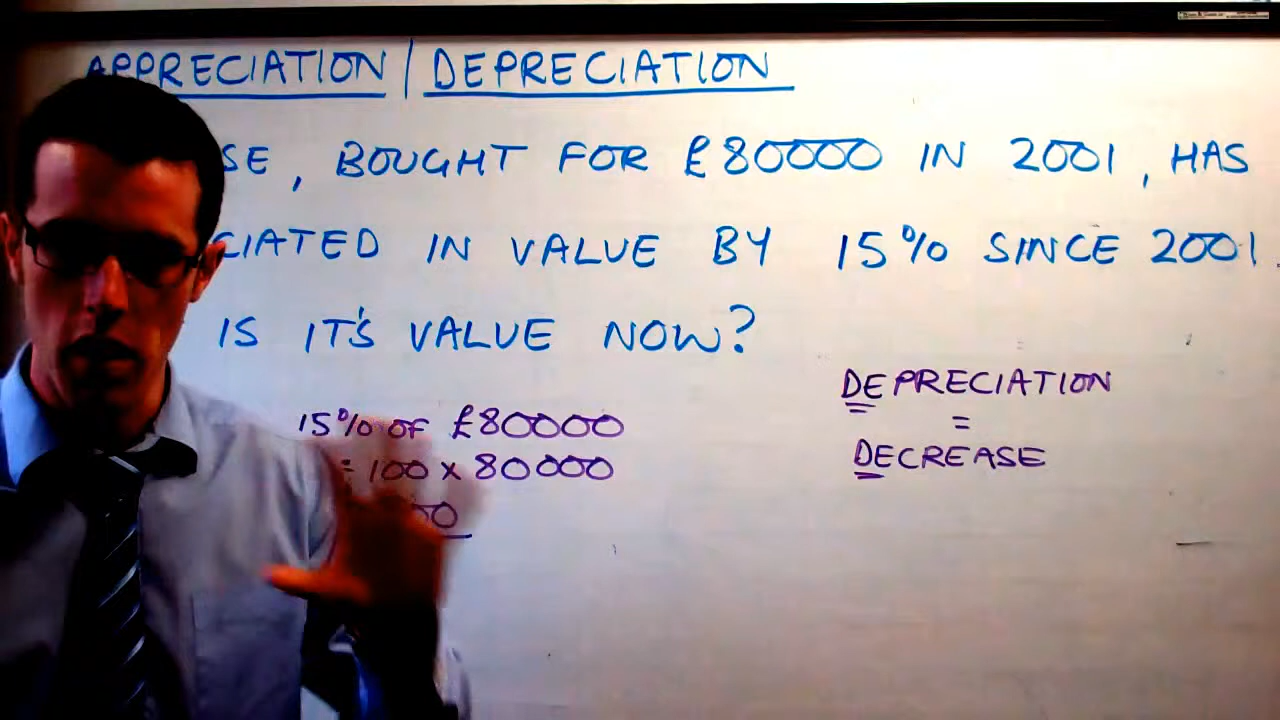 APPRECIATION/DEPRECIATION
SE, BOUGHT FOR £80000 IN 2001, HAS
CIATED IN VALUE BY 15% SINCE 2001.
IS IT'S VALUE NOW?
15% OF £80000
= 100 x 80000
00
DEPRECIATION
=
DECREASE